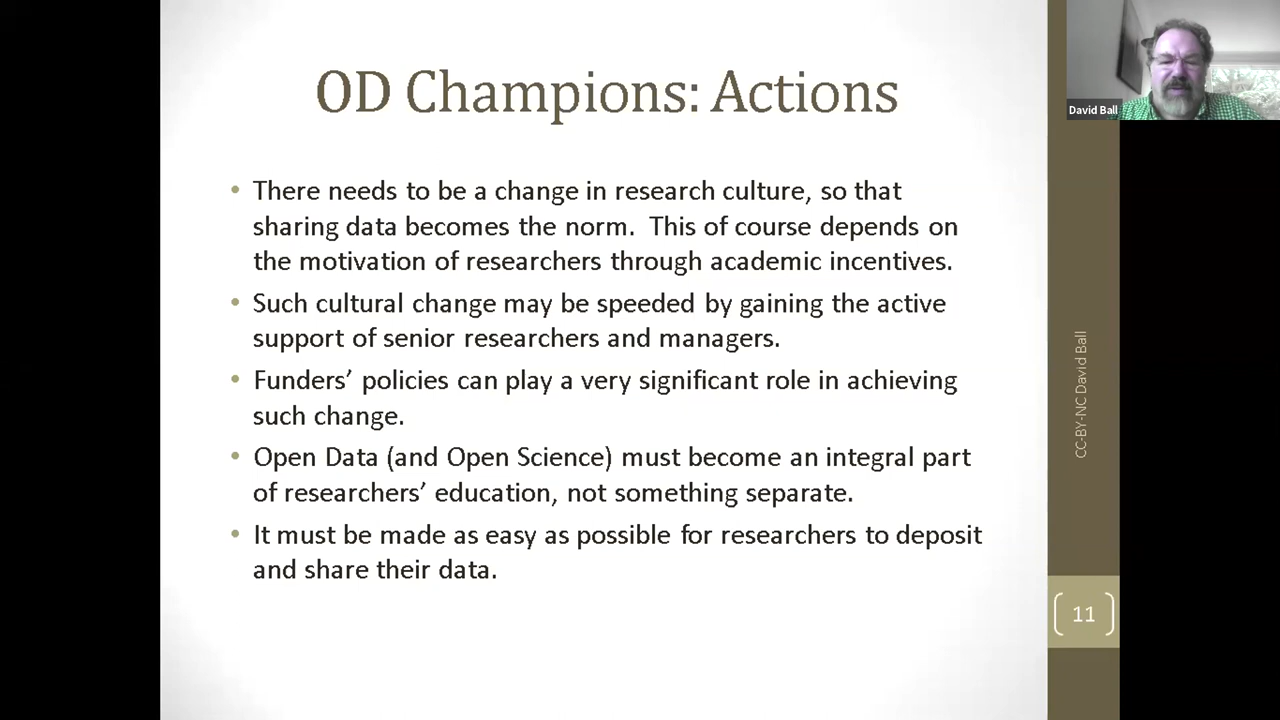 OD Champions: Actions
David Ball
• There needs to be a change in research culture, so that
sharing data becomes the norm.  This of course depends on
the motivation of researchers through academic incentives.
• Such cultural change may be speeded by gaining the active
support of senior researchers and managers.
• Funders’ policies can play a very significant role in achieving
such change.
• Open Data (and Open Science) must become an integral part
of researchers’ education, not something separate.
• It must be made as easy as possible for researchers to deposit
and share their data.
CC-BY-NC David Ball
11